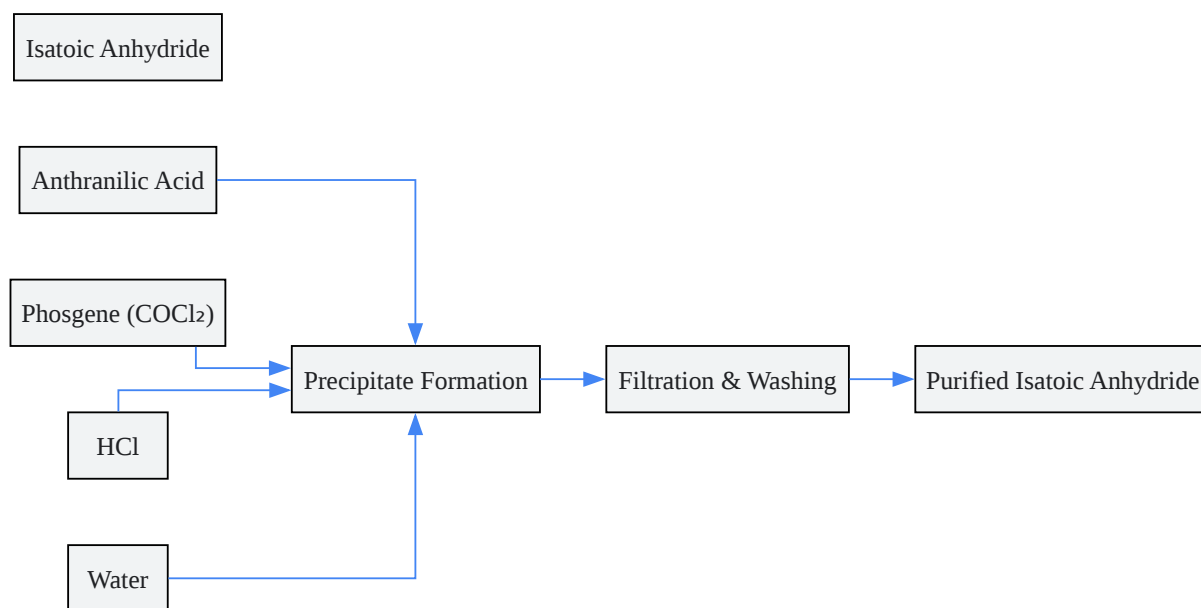 Isatoic Anhydride
Anthranilic Acid
Phosgene (COCl₂)
Precipitate Formation
Filtration & Washing
Purified Isatoic Anhydride
HCl
Water